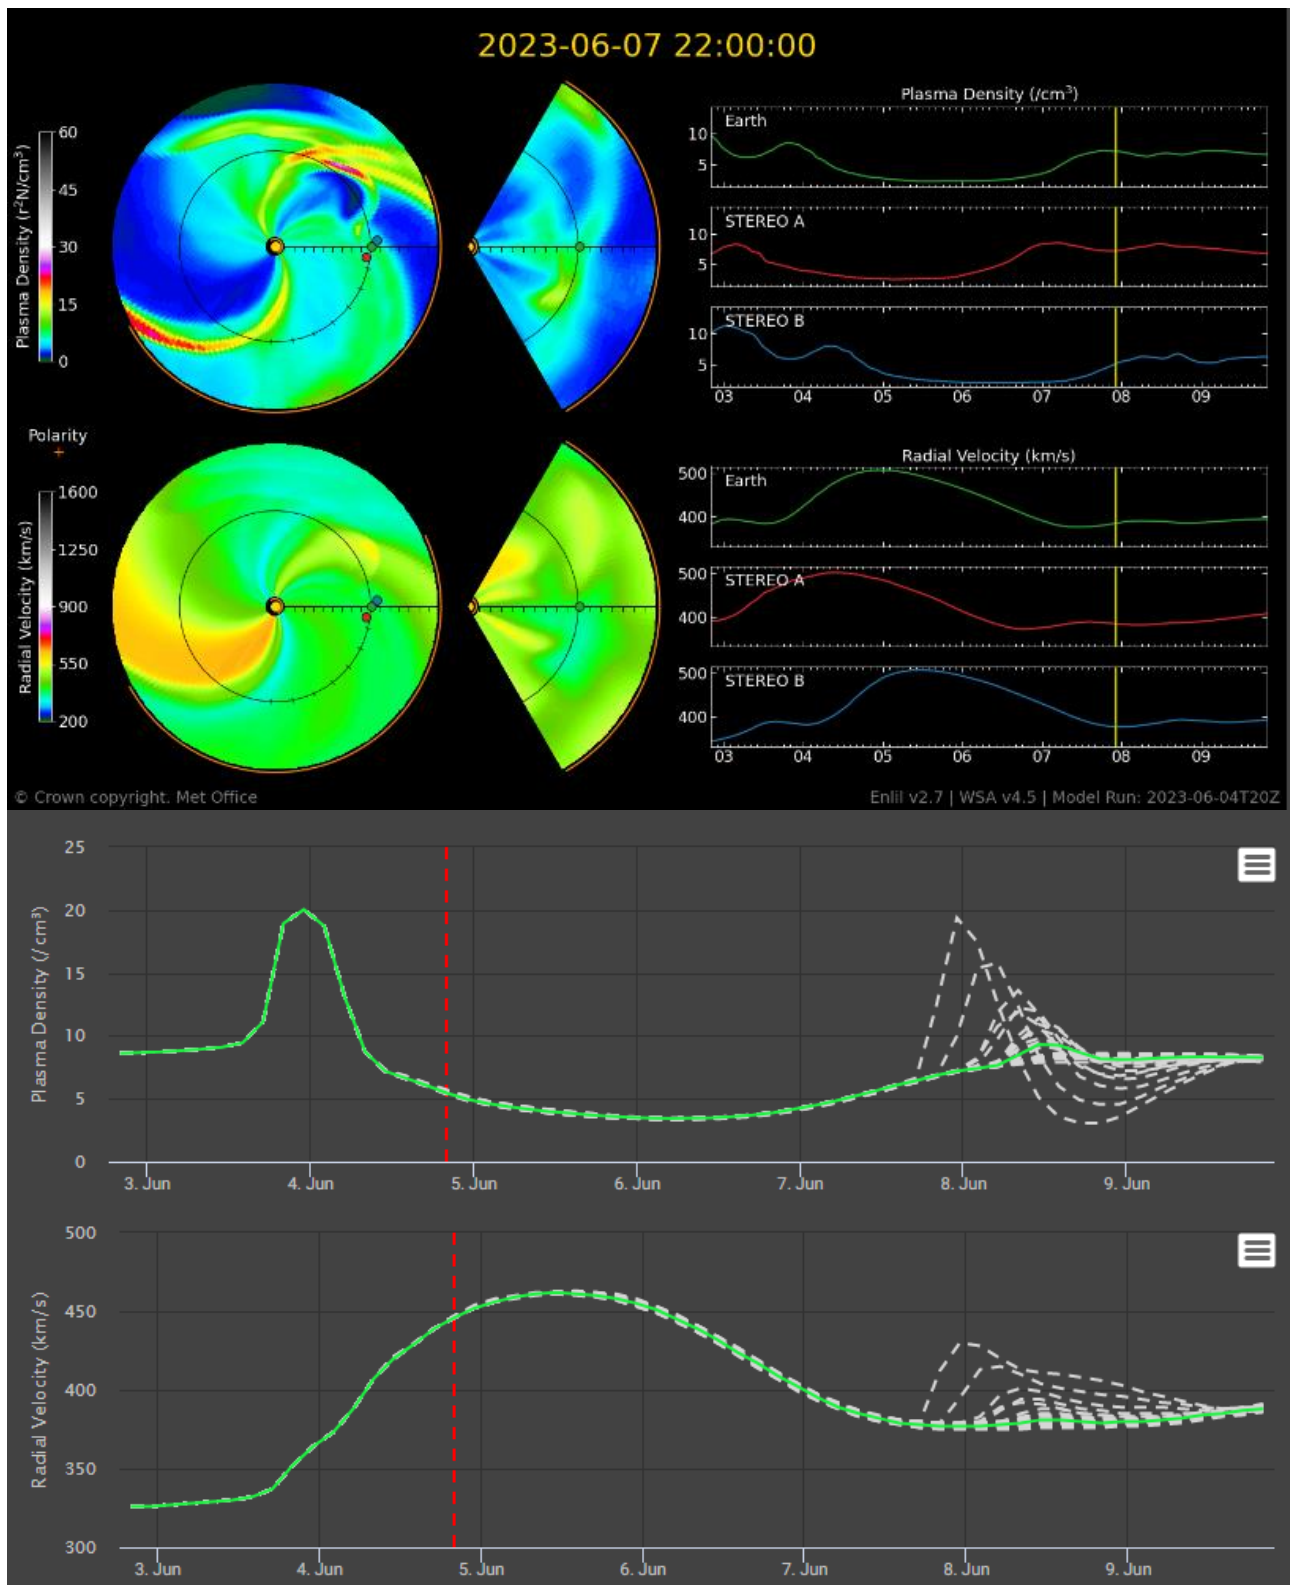 2023-06-07 22:00:00
Plasma Density (r²N/cm³)
60
45
30
15
0
Plasma Density (/cm³)
Earth
10
5
STEREO A
10
5
STEREO B
10
5
03 04 05 06 07 08 09
Polarity
+
Radial Velocity (km/s)
1600
1250
900
550
200
Radial Velocity (km/s)
Earth
500
400
STEREO A
500
400
STEREO B
500
400
03 04 05 06 07 08 09
© Crown copyright. Met Office
Enlil v2.7 | WSA v4.5 | Model Run: 2023-06-04T20Z
Plasma Density (/cm³)
25
20
15
10
5
0
3. Jun 4. Jun 5. Jun 6. Jun 7. Jun 8. Jun 9. Jun
Radial Velocity (km/s)
500
450
400
350
300
3. Jun 4. Jun 5. Jun 6. Jun 7. Jun 8. Jun 9. Jun